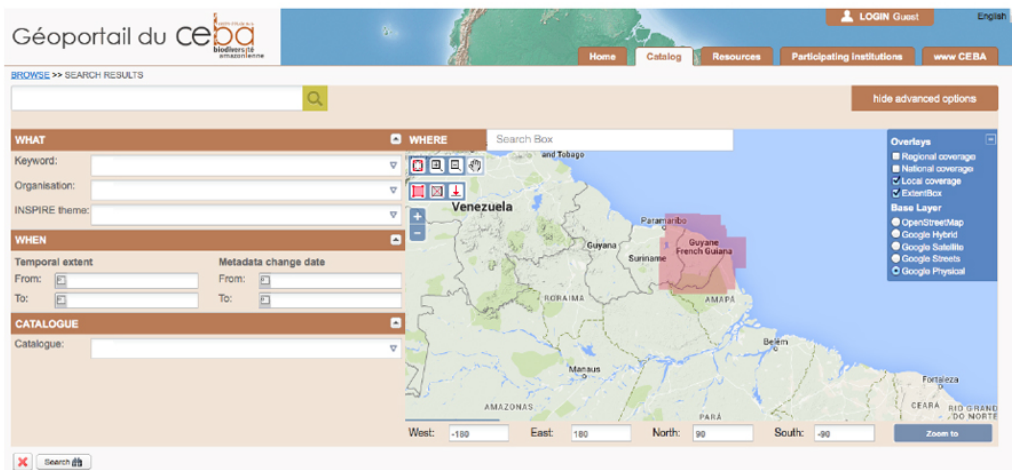 LOGIN Guest English
Géoportail du ceba
biodiversité
amazonienne
Home Catalog Resources Participating Institutions www CEBA
BROWSE >> SEARCH RESULTS
hide advanced options
WHAT
Keyword:
Organisation:
INSPIRE theme:
WHEN
Temporal extent Metadata change date
From: From:
To: To:
CATALOGUE
Catalogue:
WHERE Search Box
Overlays
Regional coverage
National coverage
Local coverage
ExtentBox
Base Layer
OpenStreetMap
Google Hybrid
Google Satellite
Google Streets
Google Physical
and Tobago
Venezuela
Paramaribo
Guyana
Suriname
Guyane
French Guiana
RORAIMA
AMAPÁ
Belém
Manaus
Fortaleza
AMAZONAS
PARÁ
CEARÁ
RIO GRAND
DO NORTE
West: -180 East: 180 North: 90 South: -90 Zoom to
Search